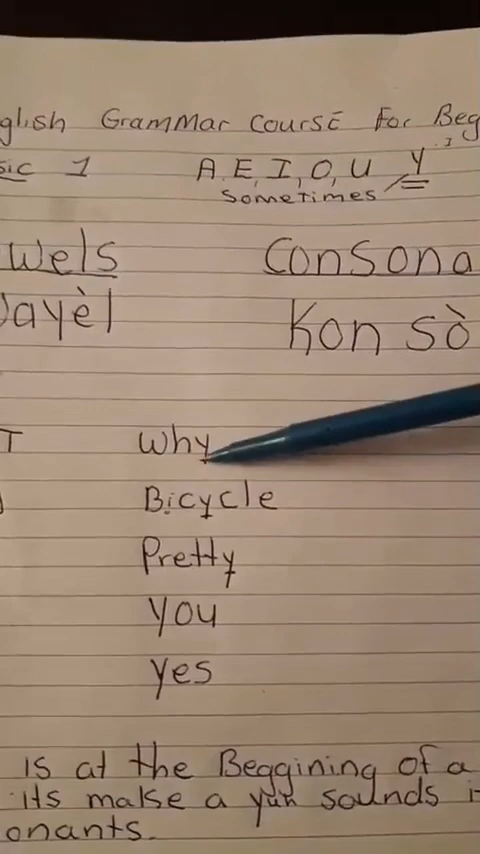 glish Grammar Course For Beg
sic 1 A, E, I, O, U Y
sometimes
wels Consona
ayèl Kon sò
T Why
Bicycle
Pretty
you
yes
is at the Beggining of a
its make a yuh sounds i
onants.